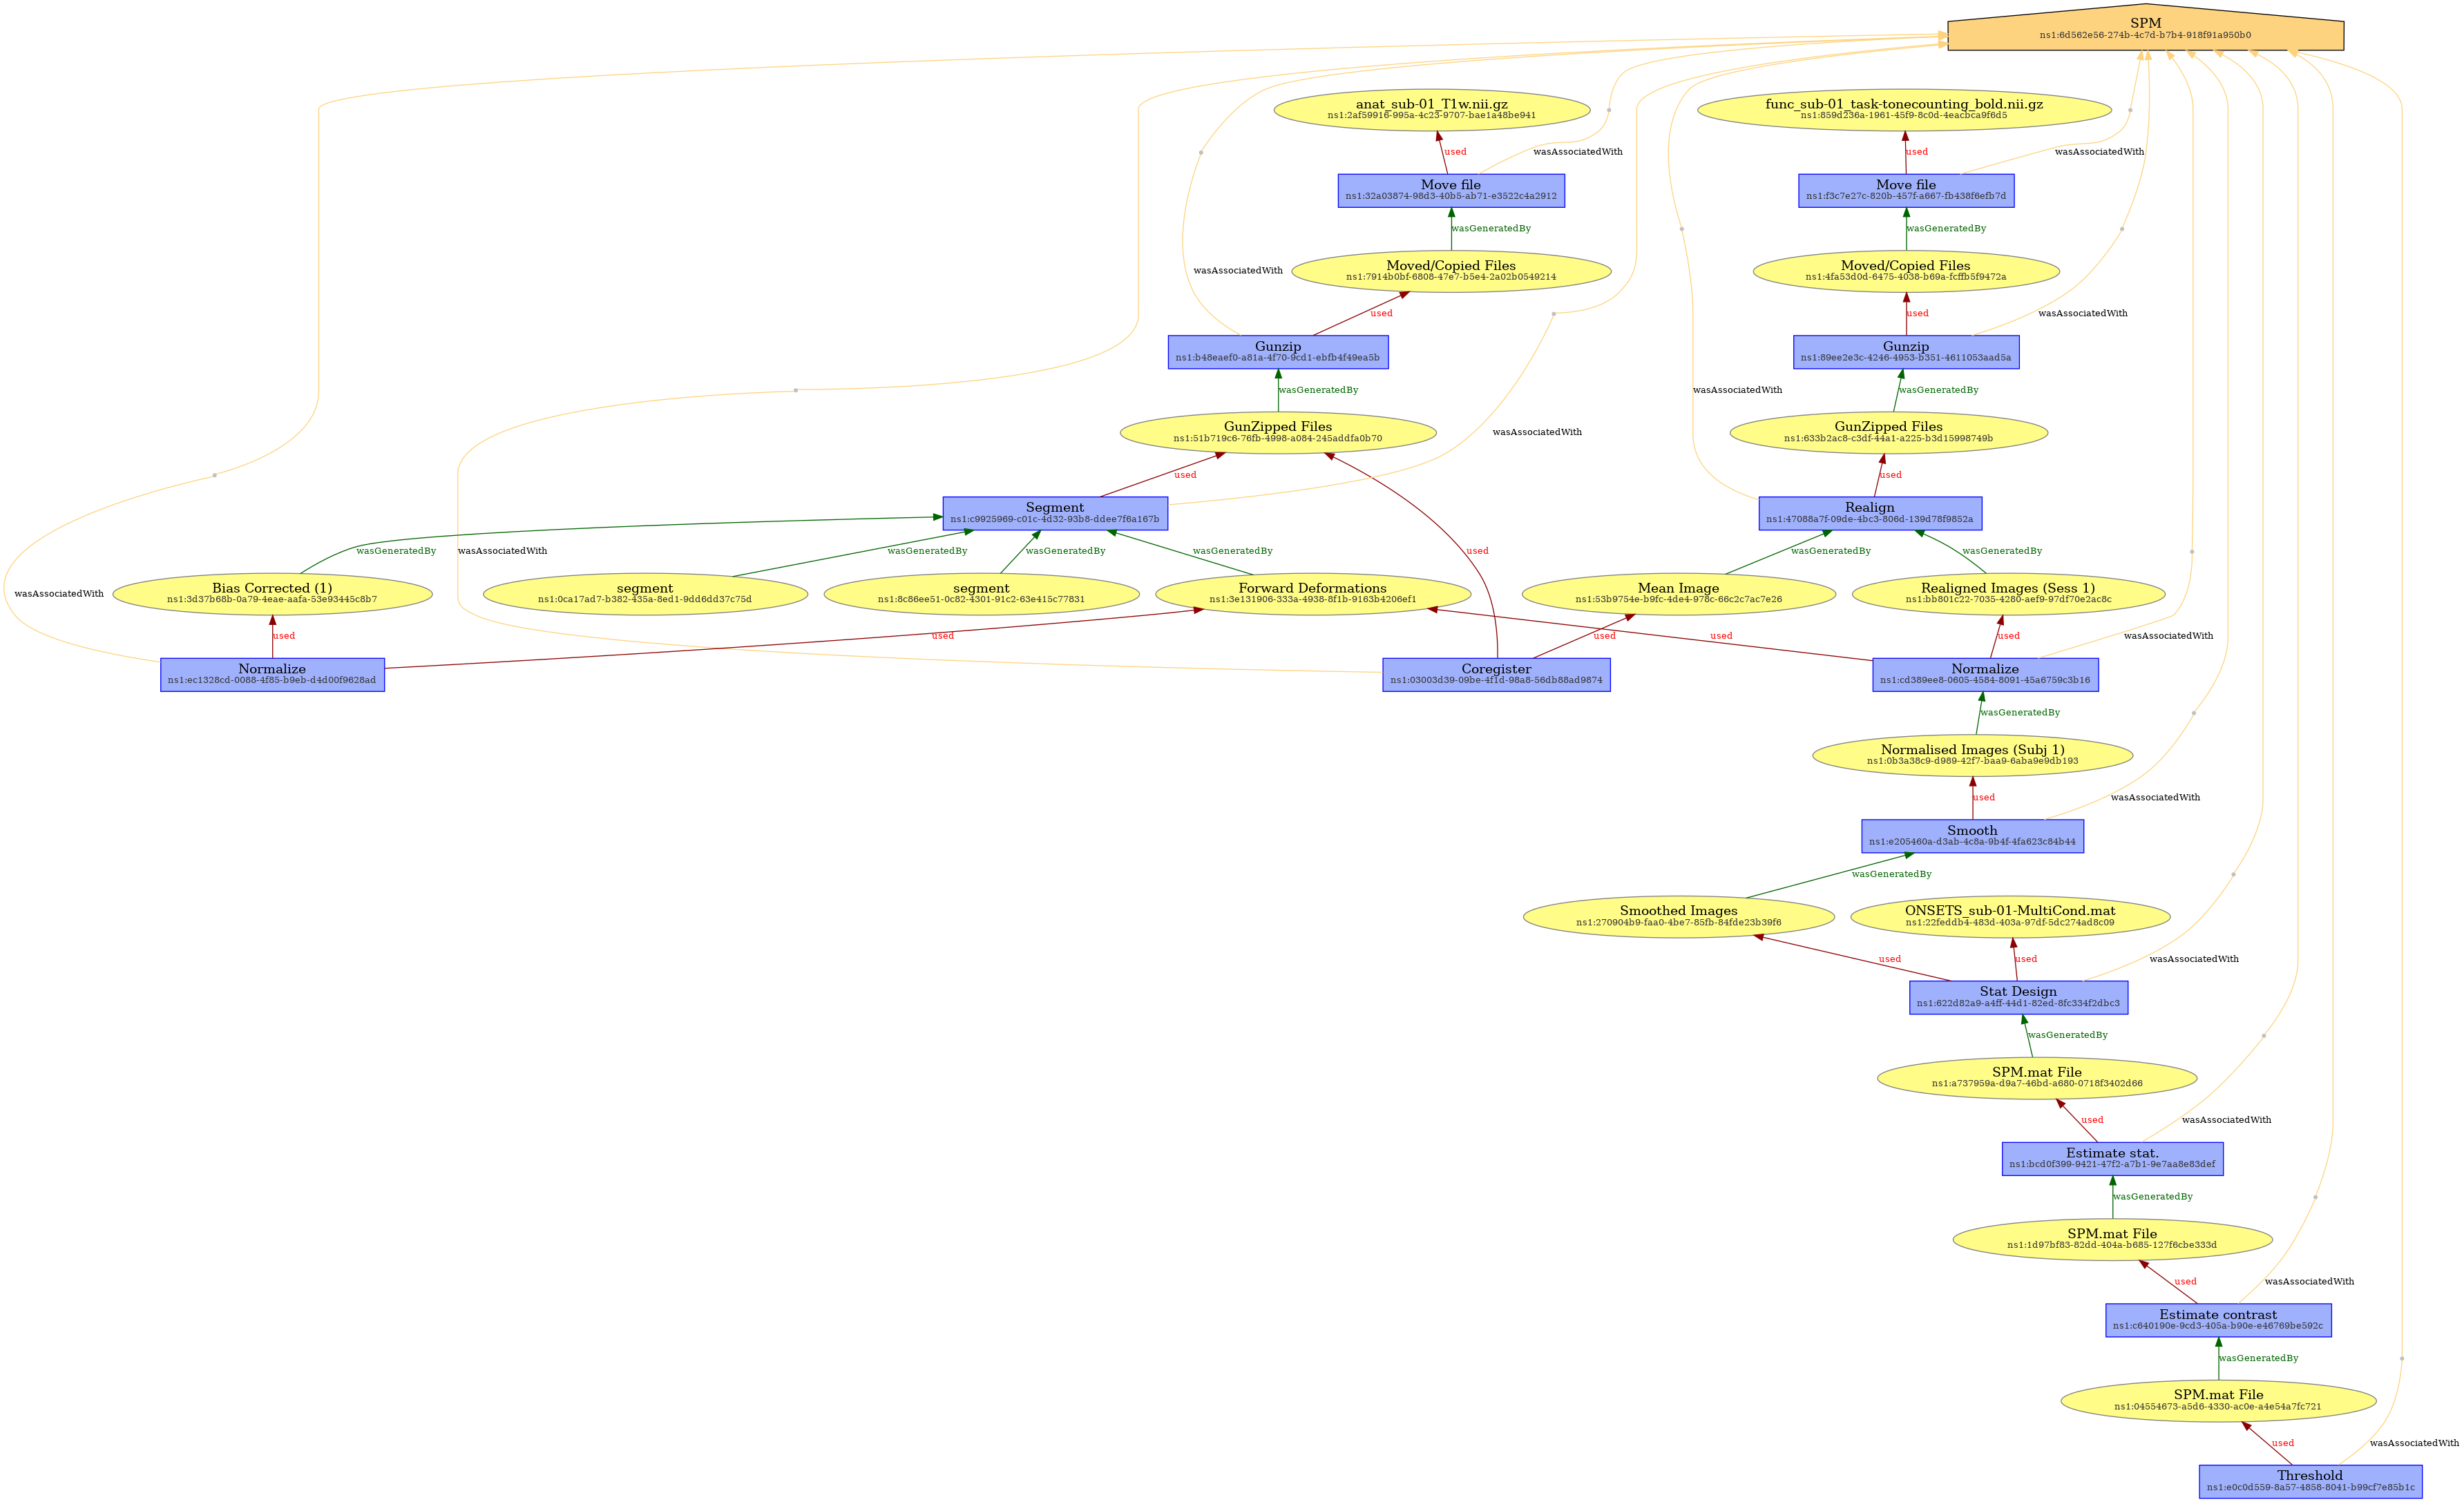 SPM
ns1:6d562e56-274b-4c7d-b7b4-918f91a950b0
anat_sub-01_T1w.nii.gz
ns1:2af59916-995a-4c23-9707-bae1a48be941
func_sub-01_task-tonecounting_bold.nii.gz
ns1:859d236a-1961-45f9-8c0d-4eacbca9f6d5
used
wasAssociatedWith
used
wasAssociatedWith
Move file
ns1:32a03874-98d3-40b5-ab71-e3522c4a2912
Move file
ns1:f3c7e27c-820b-457f-a667-fb438f6efb7d
wasGeneratedBy
wasGeneratedBy
wasAssociatedWith
Moved/Copied Files
ns1:7914b0bf-6808-47e7-b5e4-2a02b0549214
Moved/Copied Files
ns1:4fa53d0d-6475-4038-b69a-fcffb5f9472a
used
used
wasAssociatedWith
Gunzip
ns1:b48eaef0-a81a-4f70-9cd1-ebfb4f49ea5b
Gunzip
ns1:89ee2e3c-4246-4953-b351-4611053aad5a
wasGeneratedBy
wasAssociatedWith
wasGeneratedBy
GunZipped Files
ns1:51b719c6-76fb-4998-a084-245addfa0b70
wasAssociatedWith
GunZipped Files
ns1:633b2ac8-c3df-44a1-a225-b3d15998749b
used
used
Segment
ns1:c9925969-c01c-4d32-93b8-ddee7f6a167b
Realign
ns1:47088a7f-09de-4bc3-806d-139d78f9852a
wasGeneratedBy
wasAssociatedWith
wasGeneratedBy
wasGeneratedBy
wasGeneratedBy
used
wasGeneratedBy
wasGeneratedBy
wasAssociatedWith
Bias Corrected (1)
ns1:3d37b68b-0a79-4eae-aafa-53e93445c8b7
segment
ns1:0ca17ad7-b382-435a-8ed1-9dd6dd37c75d
segment
ns1:8c86ee51-0c82-4301-91c2-63e415c77831
Forward Deformations
ns1:3e131906-333a-4938-8f1b-9163b4206ef1
Mean Image
ns1:53b9754e-b9fc-4de4-978c-66c2c7ac7e26
Realigned Images (Sess 1)
ns1:bb801c22-7035-4280-aef9-97df70e2ac8c
used
used
used
used
used
wasAssociatedWith
Normalize
ns1:ec1328cd-0088-4f85-b9eb-d4d00f9628ad
Coregister
ns1:03003d39-09be-4f1d-98a8-56db88ad9874
Normalize
ns1:cd389ee8-0605-4584-8091-45a6759c3b16
wasGeneratedBy
Normalised Images (Subj 1)
ns1:0b3a38c9-d989-42f7-baa9-6aba9e9db193
used
wasAssociatedWith
Smooth
ns1:e205460a-d3ab-4c8a-9b4f-4fa623c84b44
wasGeneratedBy
Smoothed Images
ns1:270904b9-faa0-4be7-85fb-84fde23b39f6
ONSETS_sub-01-MultiCond.mat
ns1:22feddb4-483d-403a-97df-5dc274ad8c09
used
used
wasAssociatedWith
Stat Design
ns1:622d82a9-a4ff-44d1-82ed-8fc334f2dbc3
wasGeneratedBy
SPM.mat File
ns1:a737959a-d9a7-46bd-a680-0718f3402d66
used
wasAssociatedWith
Estimate stat.
ns1:bcd0f399-9421-47f2-a7b1-9e7aa8e83def
wasGeneratedBy
SPM.mat File
ns1:1d97bf83-82dd-404a-b685-127f6cbe333d
used
wasAssociatedWith
Estimate contrast
ns1:c640190e-9cd3-405a-b90e-e46769be592c
wasGeneratedBy
SPM.mat File
ns1:04554673-a5d6-4330-ac0e-a4e54a7fc721
used
wasAssociatedWith
Threshold
ns1:e0c0d559-8a57-4858-8041-b99cf7e85b1c